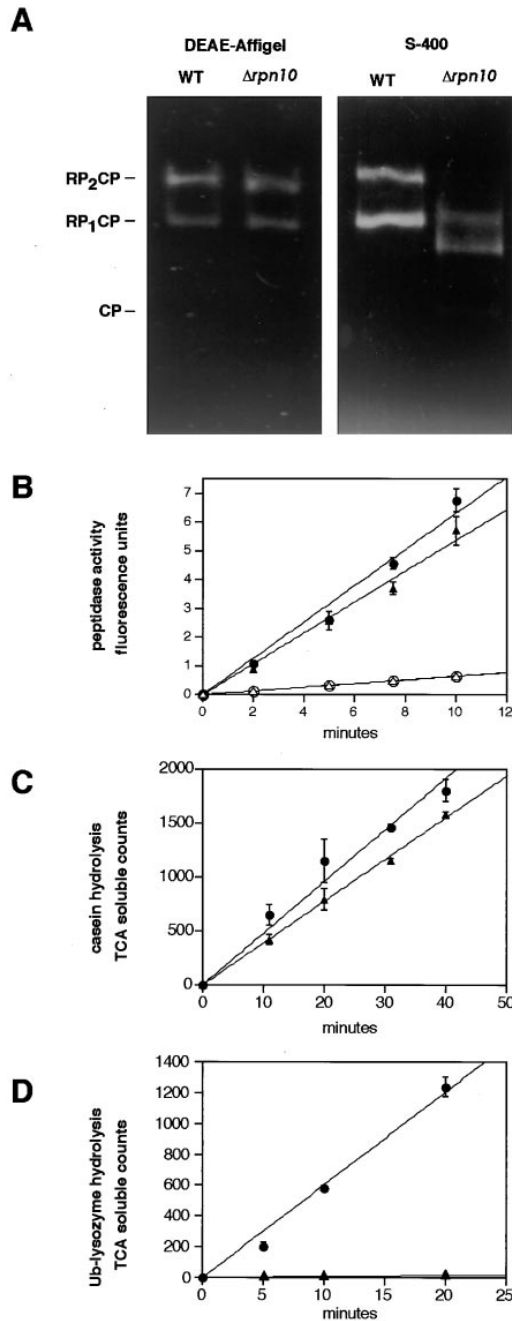 A
DEAE-Affigel S-400
WT Δrpn10 WT Δrpn10
RP2CP –
RP1CP –
CP –
B
peptidase activity
fluorescence units
7
6
5
4
3
2
1
0
0 2 4 6 8 10 12
minutes
C
casein hydrolysis
TCA soluble counts
2000
1500
1000
500
0
0 10 20 30 40 50
minutes
D
Ub-lysozyme hydrolysis
TCA soluble counts
1400
1200
1000
800
600
400
200
0
0 5 10 15 20 25
minutes